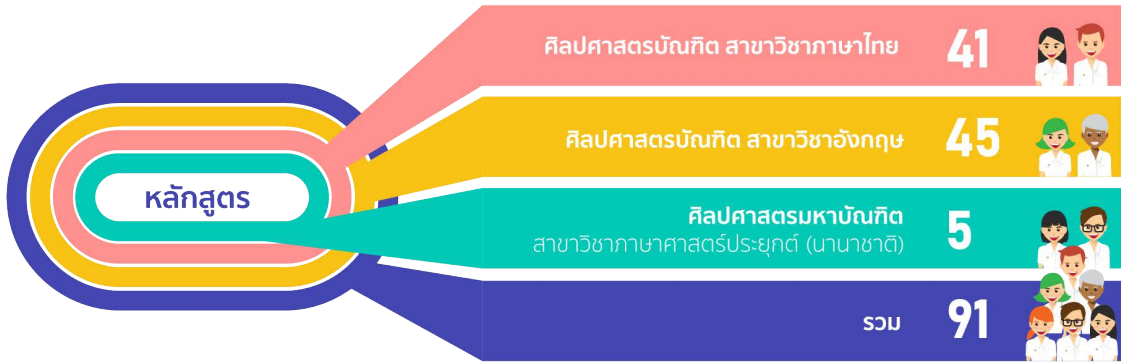 หลักสูตร
ศิลปศาสตรบัณฑิต สาขาวิชาภาษาไทย 41
ศิลปศาสตรบัณฑิต สาขาวิชาอังกฤษ 45
ศิลปศาสตรมหาบัณฑิต
สาขาวิชาภาษาศาสตร์ประยุกต์ (นานาชาติ) 5
รวม 91